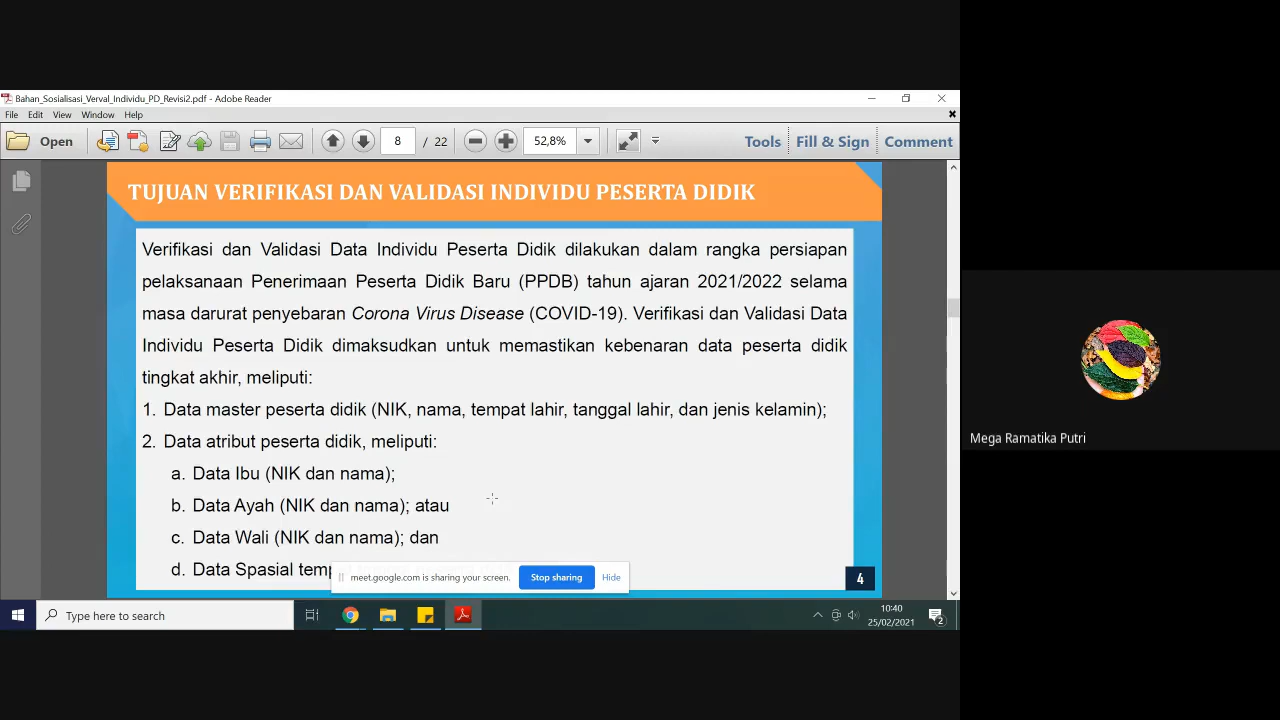 Bahan_Sosialisasi_Verval_Individu_PD_Revisi2.pdf - Adobe Reader
File Edit View Window Help
Open 8 / 22 52,8% Tools Fill & Sign Comment
TUJUAN VERIFIKASI DAN VALIDASI INDIVIDU PESERTA DIDIK
Verifikasi dan Validasi Data Individu Peserta Didik dilakukan dalam rangka persiapan
pelaksanaan Penerimaan Peserta Didik Baru (PPDB) tahun ajaran 2021/2022 selama
masa darurat penyebaran Corona Virus Disease (COVID-19). Verifikasi dan Validasi Data
Individu Peserta Didik dimaksudkan untuk memastikan kebenaran data peserta didik
tingkat akhir, meliputi:
1. Data master peserta didik (NIK, nama, tempat lahir, tanggal lahir, dan jenis kelamin);
2. Data atribut peserta didik, meliputi:
a. Data Ibu (NIK dan nama);
b. Data Ayah (NIK dan nama); atau
c. Data Wali (NIK dan nama); dan
d. Data Spasial
4
meet.google.com is sharing your screen. Stop sharing Hide
Type here to search
10:40
25/02/2021
2
Mega Ramatika Putri